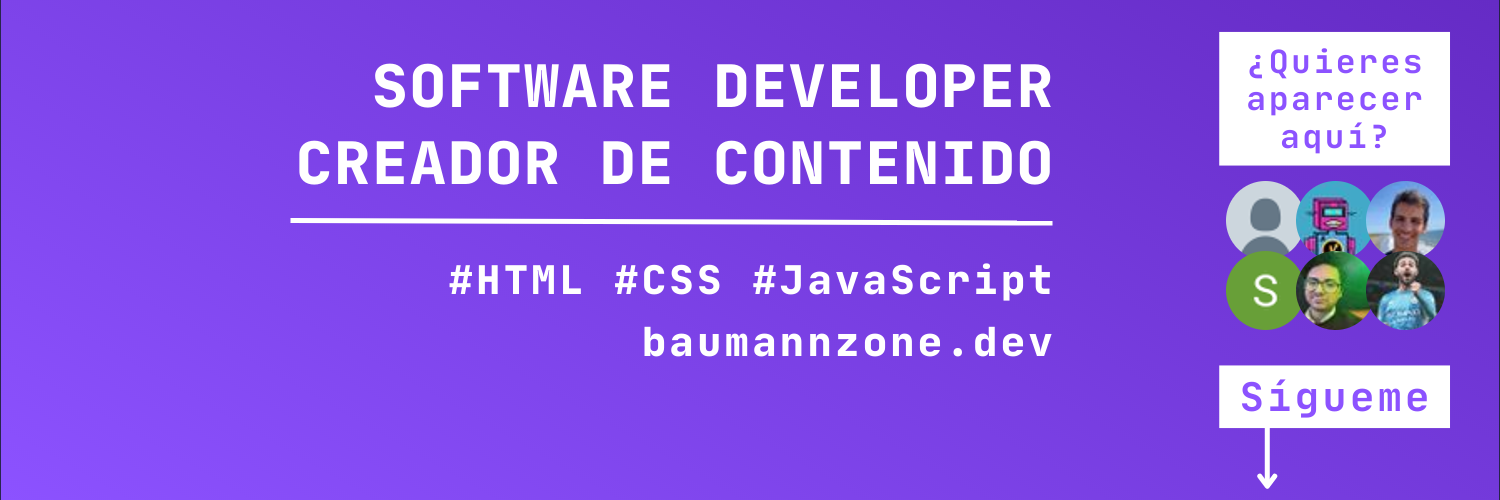 SOFTWARE DEVELOPER
CREADOR DE CONTENIDO
#HTML #CSS #JavaScript
baumannzone.dev
¿Quieres
aparecer
aquí?
S
Sígueme